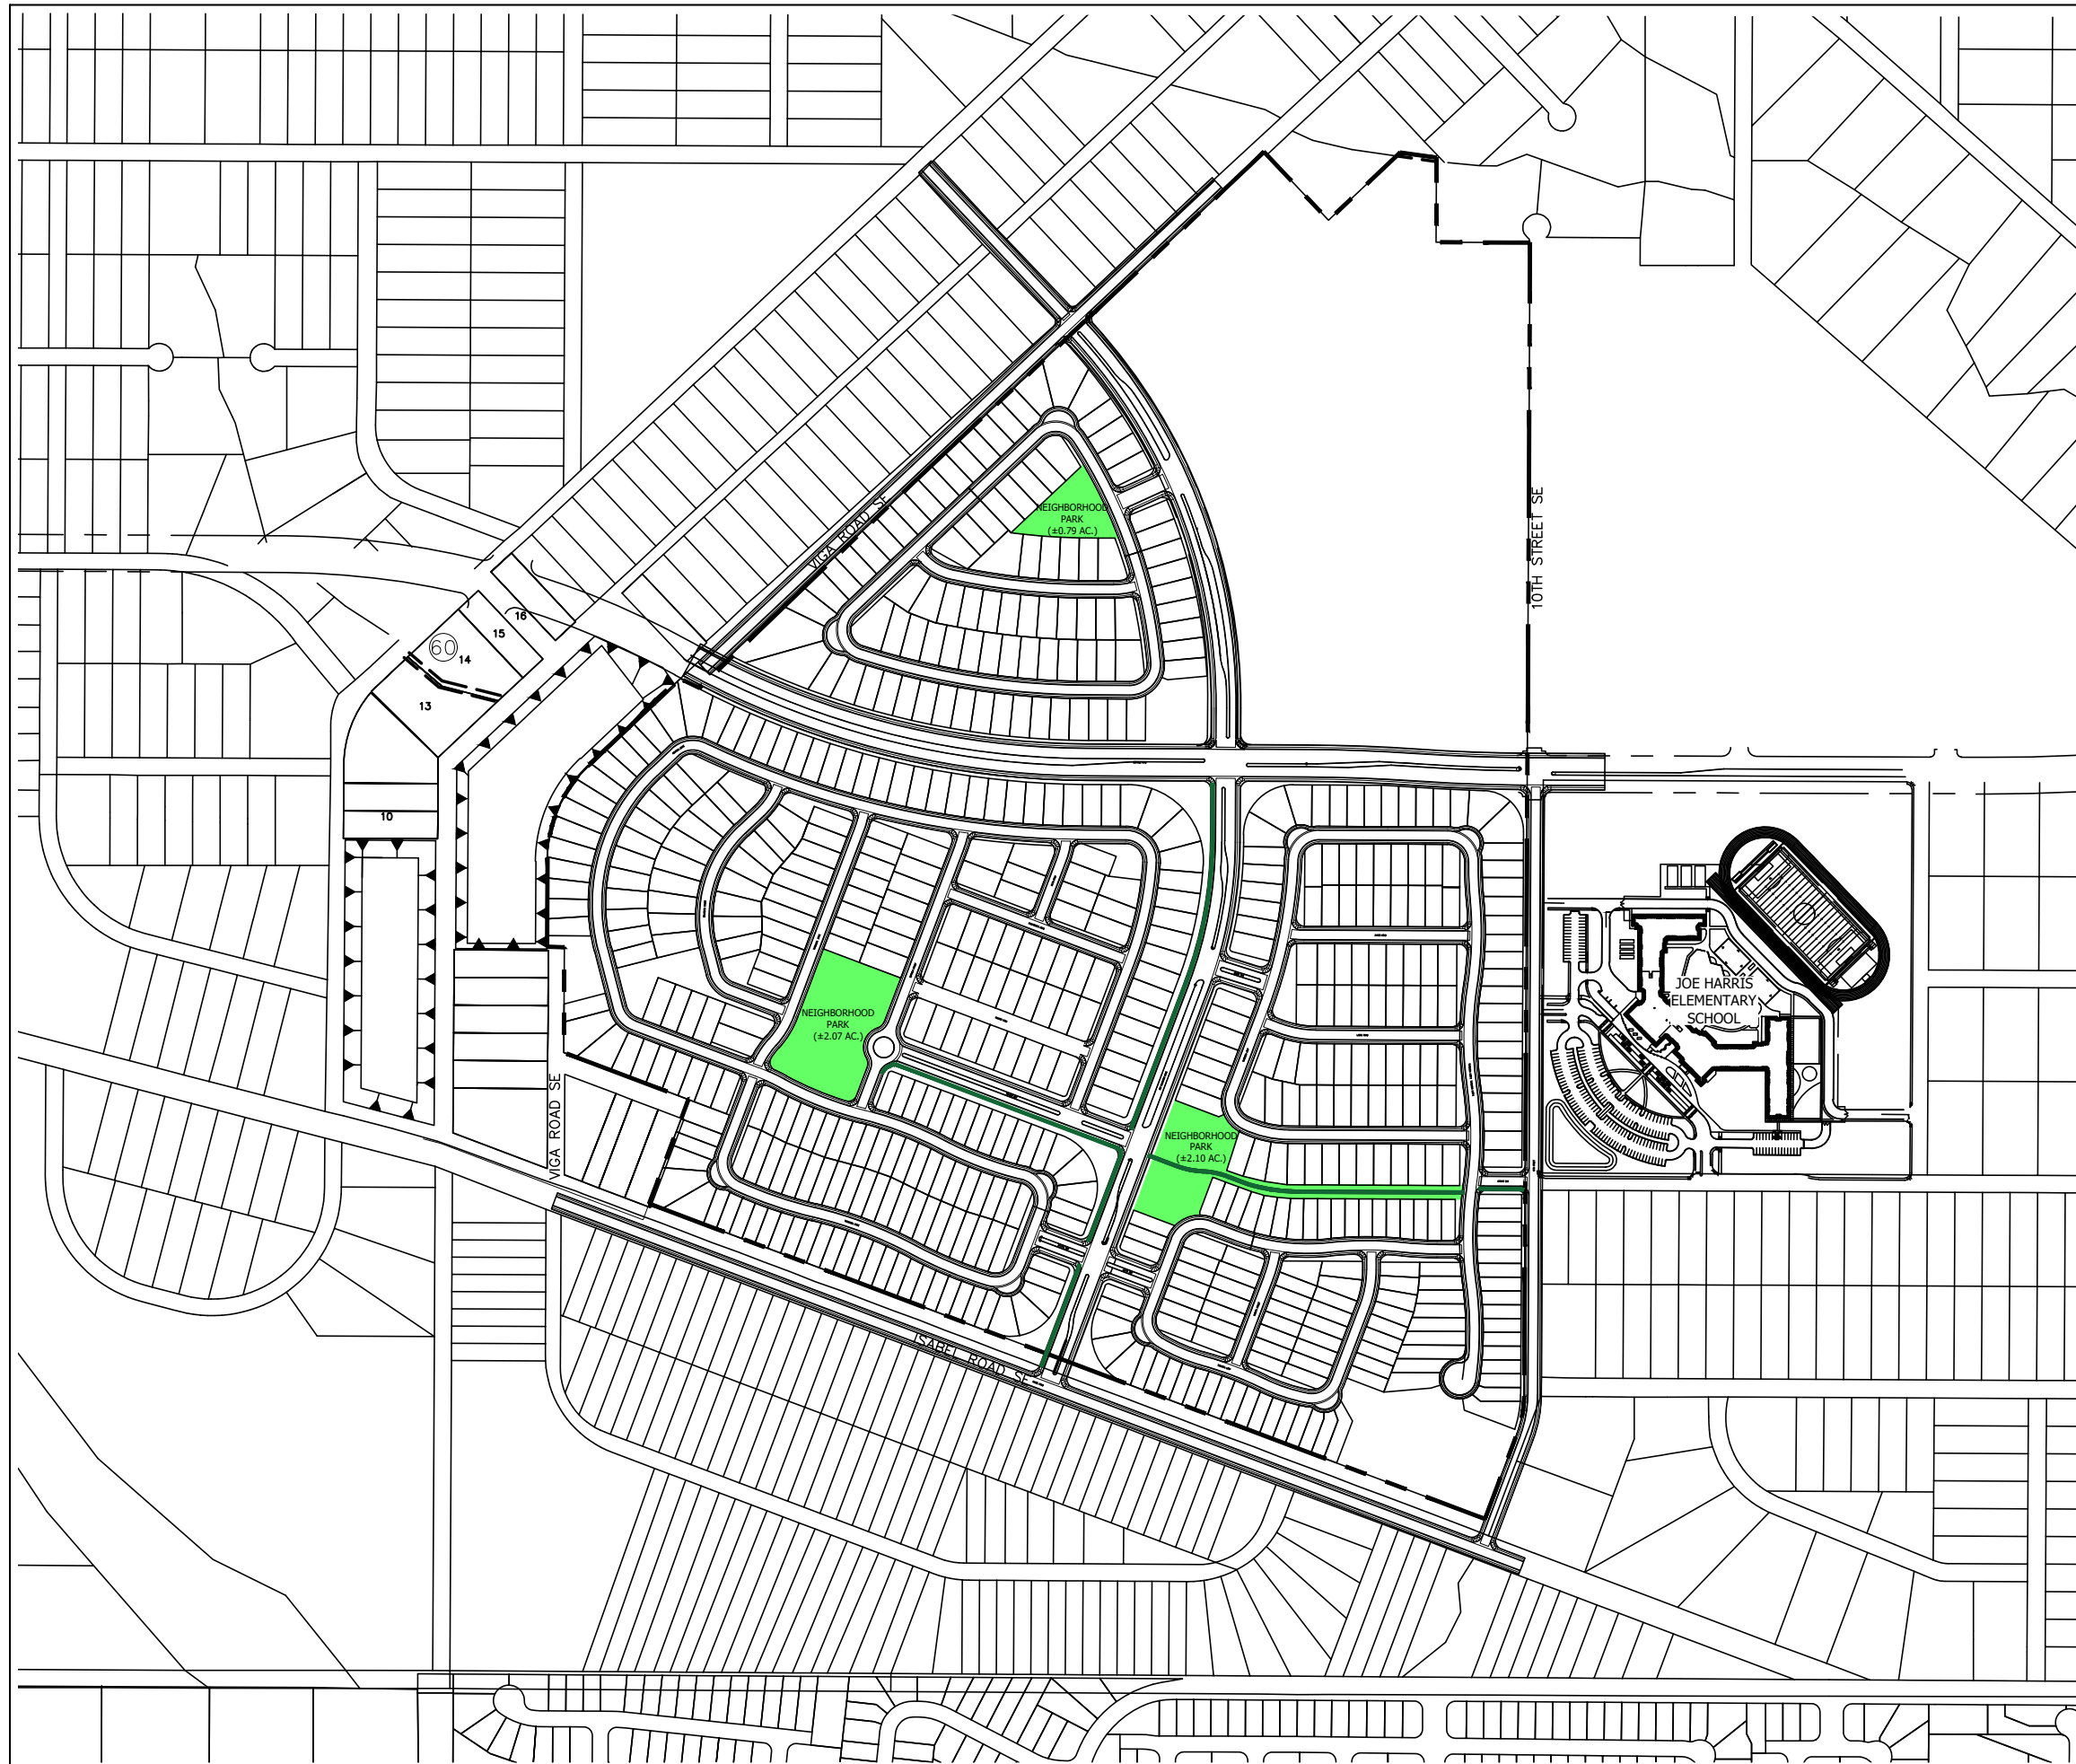 NEIGHBORHOOD
PARK
(±0.79 AC.)
VIGA ROAD SE
10TH STREET SE
16
15
60
14
13
10
JOE HARRIS
ELEMENTARY
SCHOOL
NEIGHBORHOOD
PARK
(±2.07 AC.)
NEIGHBORHOOD
PARK
(±2.10 AC.)
VIGA ROAD SE
ISABEL ROAD SE